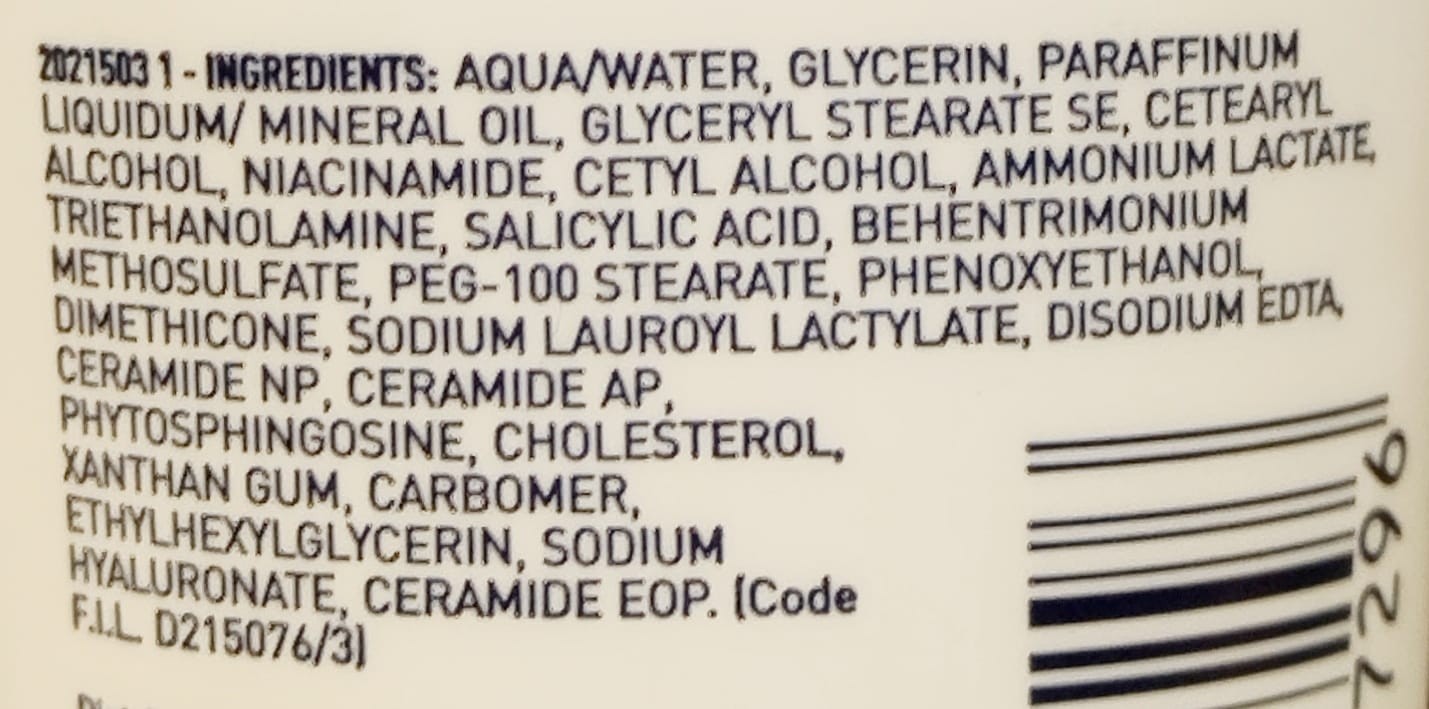 2021503 1 - INGREDIENTS: AQUA/WATER, GLYCERIN, PARAFFINUM
LIQUIDUM/ MINERAL OIL, GLYCERYL STEARATE SE, CETEARYL
ALCOHOL, NIACINAMIDE, CETYL ALCOHOL, AMMONIUM LACTATE,
TRIETHANOLAMINE, SALICYLIC ACID, BEHENTRIMONIUM
METHOSULFATE, PEG-100 STEARATE, PHENOXYETHANOL,
DIMETHICONE, SODIUM LAUROYL LACTYLATE, DISODIUM EDTA,
CERAMIDE NP, CERAMIDE AP,
PHYTOSPHINGOSINE, CHOLESTEROL,
XANTHAN GUM, CARBOMER,
ETHYLHEXYLGLYCERIN, SODIUM
HYALURONATE, CERAMIDE EOP. (Code
F.I.L. D215076/3)
7296